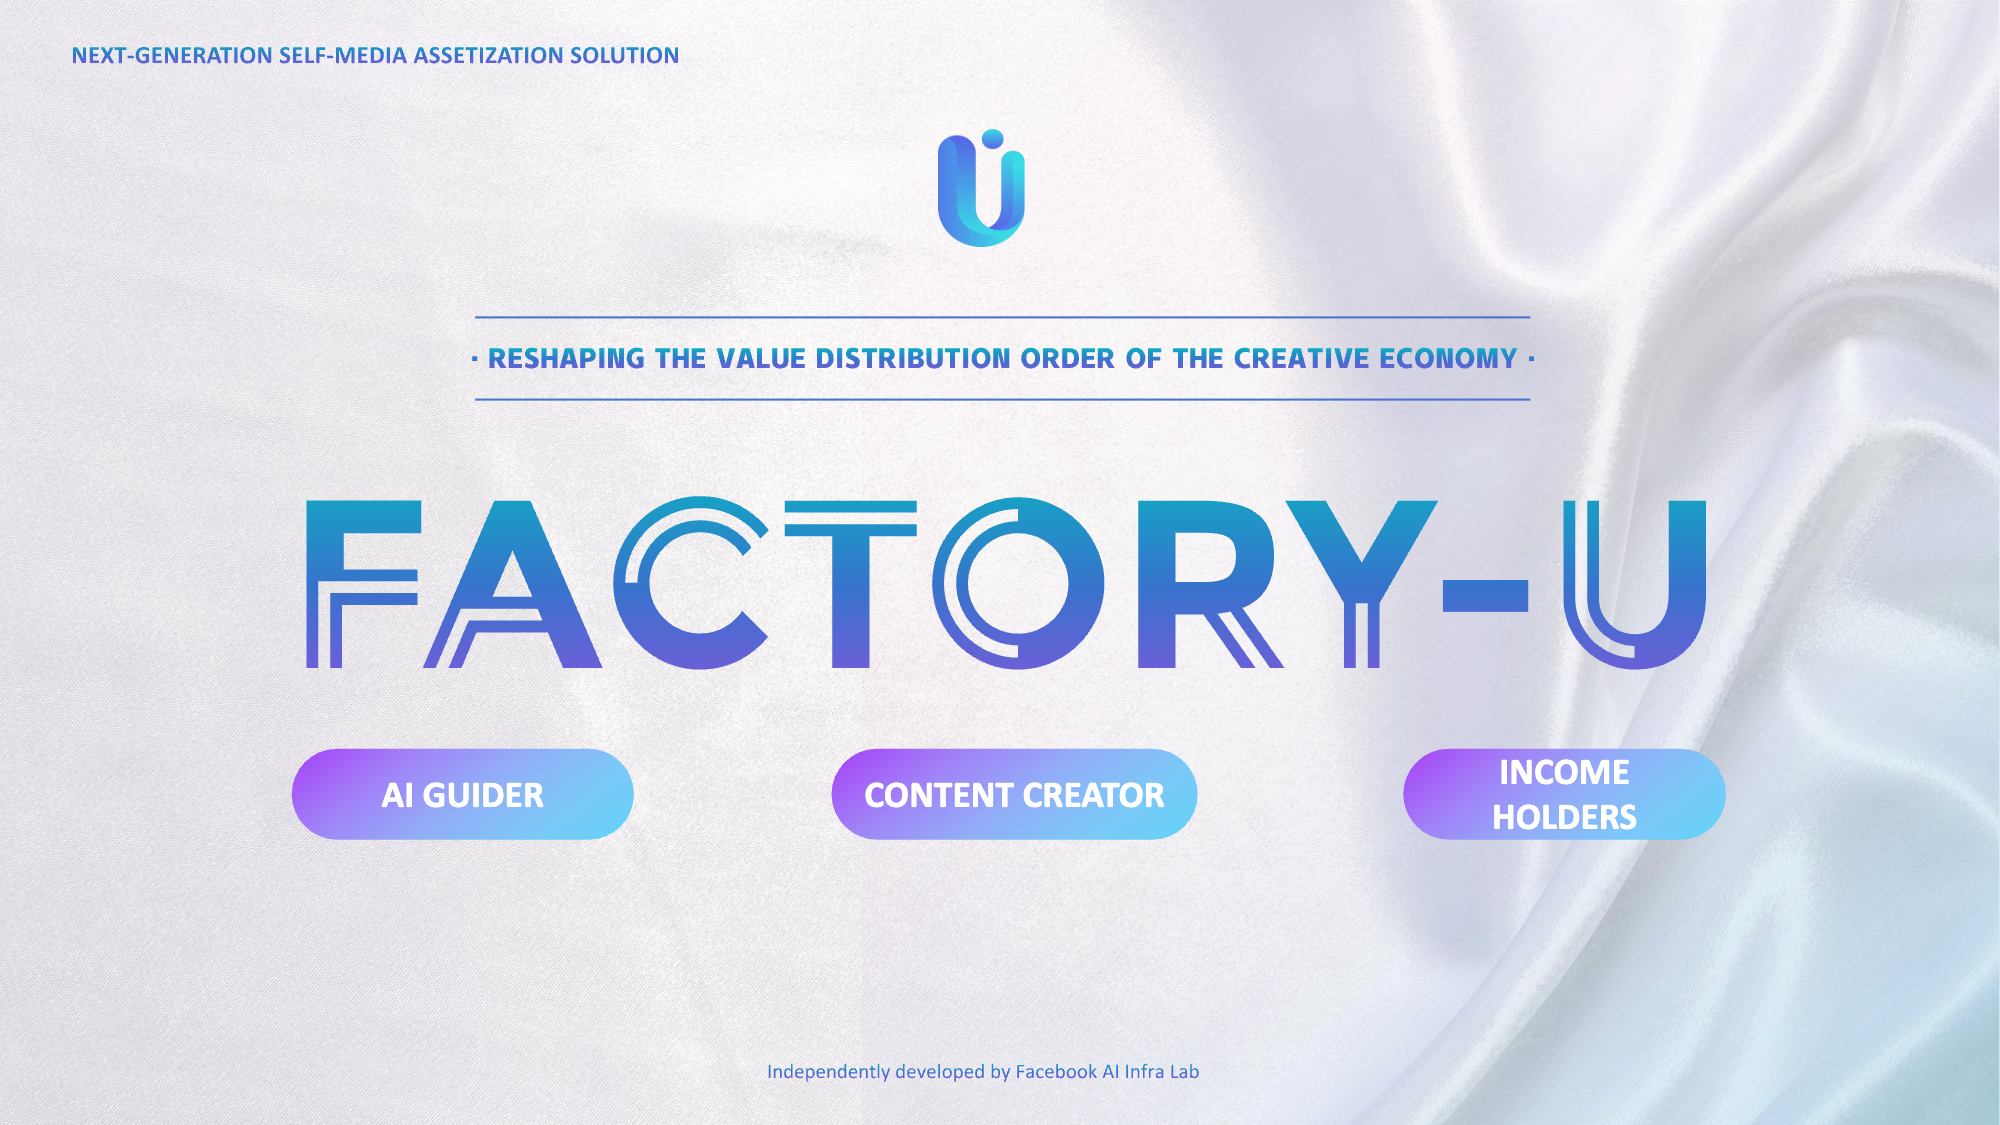 NEXT-GENERATION SELF-MEDIA ASSETIZATION SOLUTION
· RESHAPING THE VALUE DISTRIBUTION ORDER OF THE CREATIVE ECONOMY ·
FACTORY-U
AI GUIDER
CONTENT CREATOR
INCOME
HOLDERS
Independently developed by Facebook AI Infra Lab